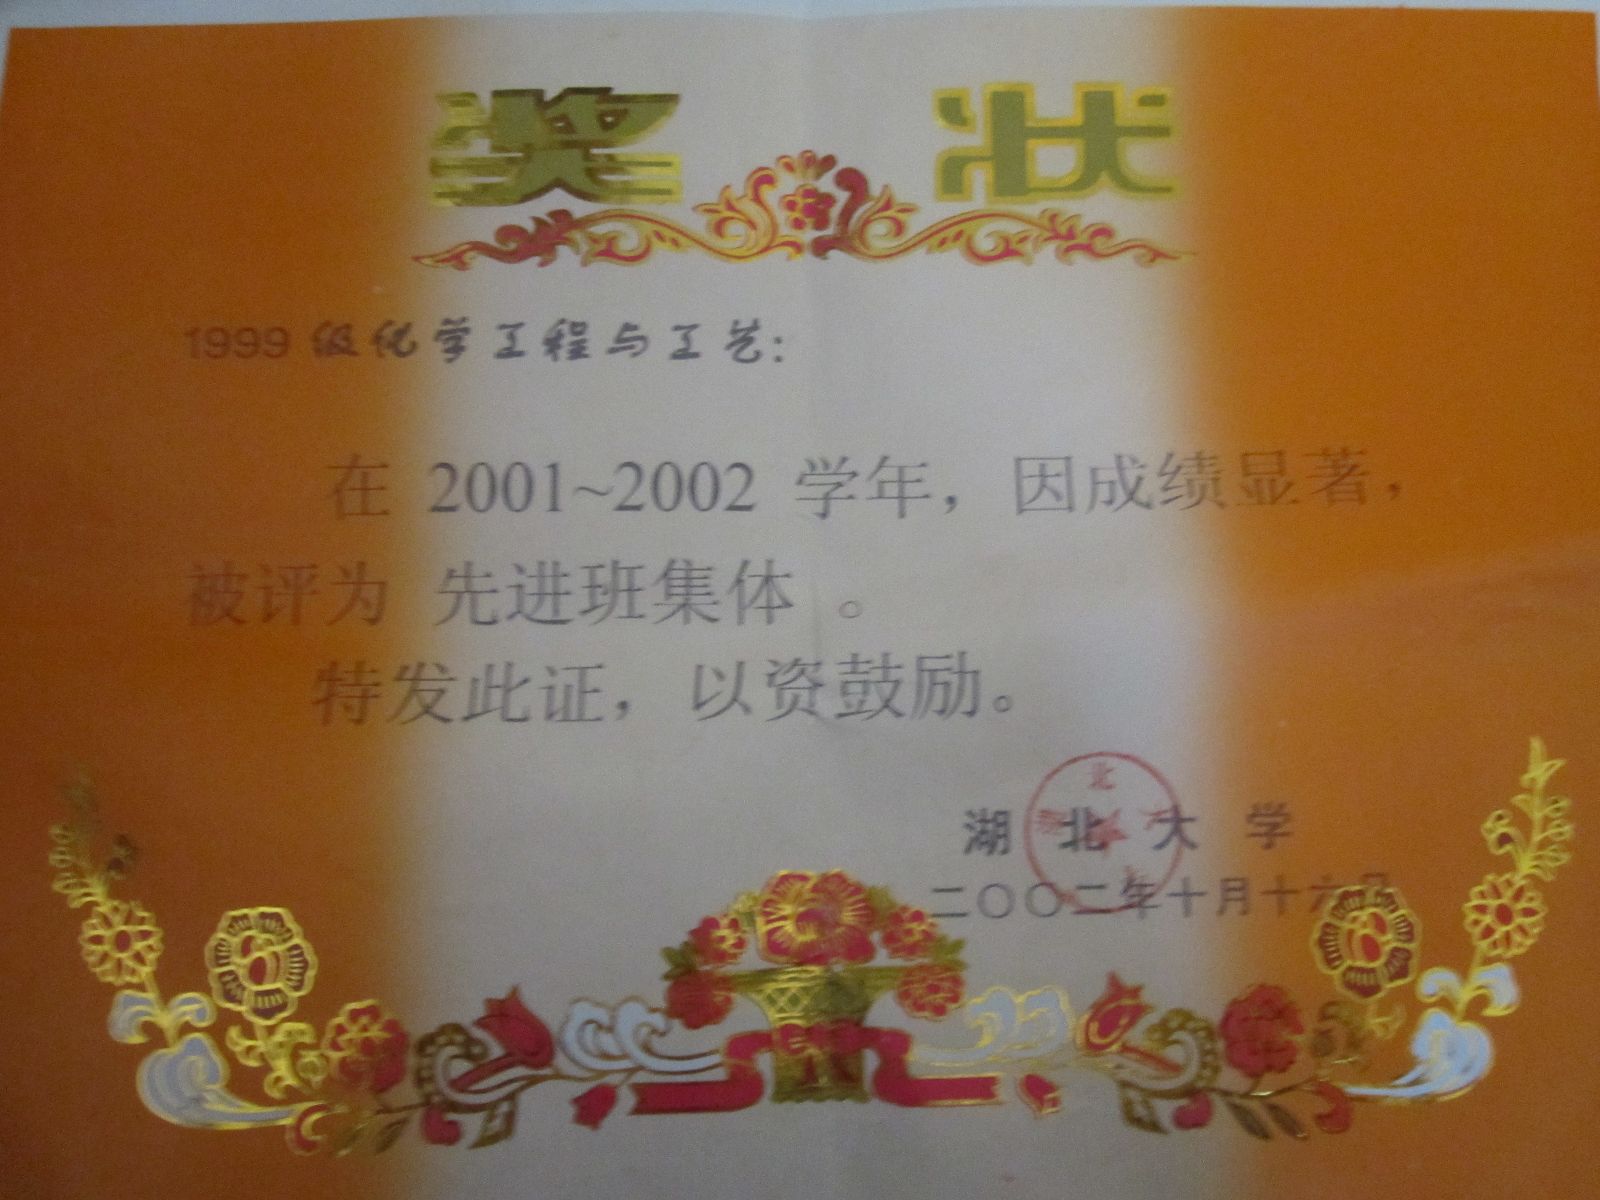 奖状
1999级化学工程与工艺:
在 2001~2002 学年，因成绩显著，
被评为 先进班集体 。
特发此证，以资鼓励。
湖北大学
二〇〇二年十月十六日